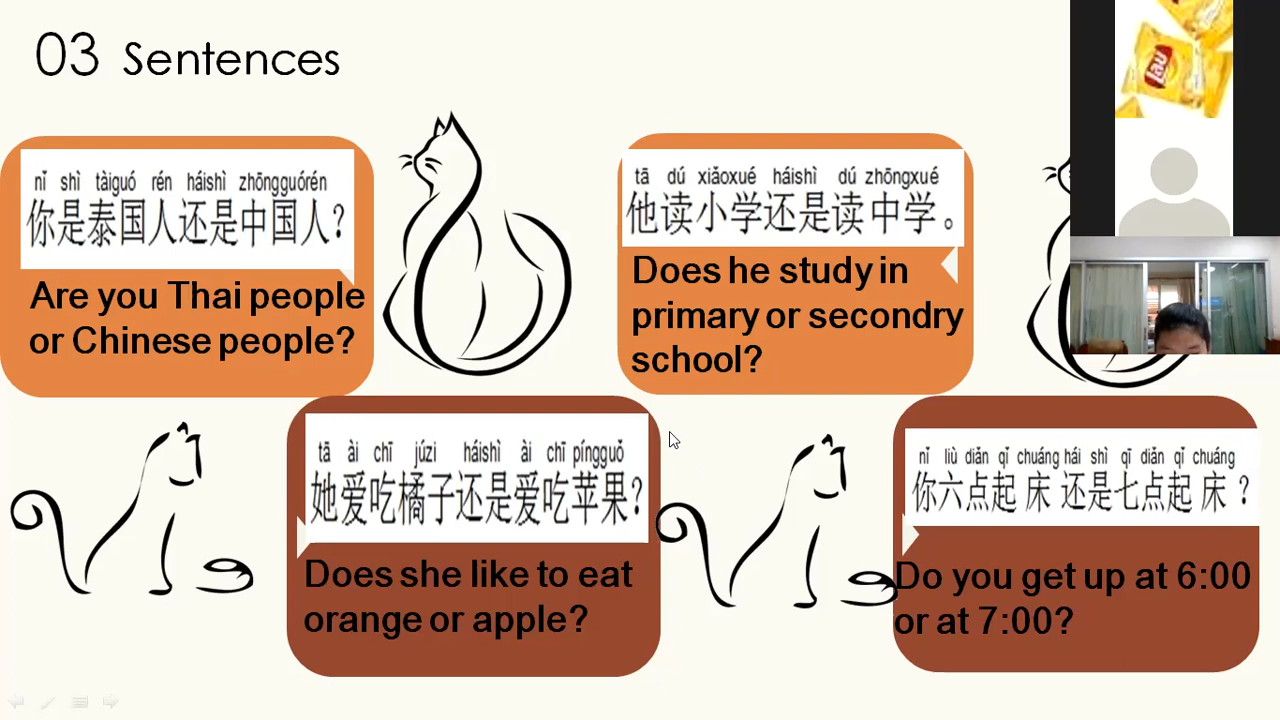 03 Sentences
nǐ shì tàiguó rén háishì zhōngguórén
你是泰国人还是中国人？
Are you Thai people
or Chinese people?
tā dú xiǎoxué háishì dú zhōngxué
他读小学还是读中学。
Does he study in
primary or secondry
school?
tā ài chī júzi háishì ài chī píngguǒ
她爱吃橘子还是爱吃苹果？
Does she like to eat
orange or apple?
nǐ liù diǎn qǐ chuáng hái shì qī diǎn qǐ chuáng
你六点起床还是七点起床？
Do you get up at 6:00
or at 7:00?